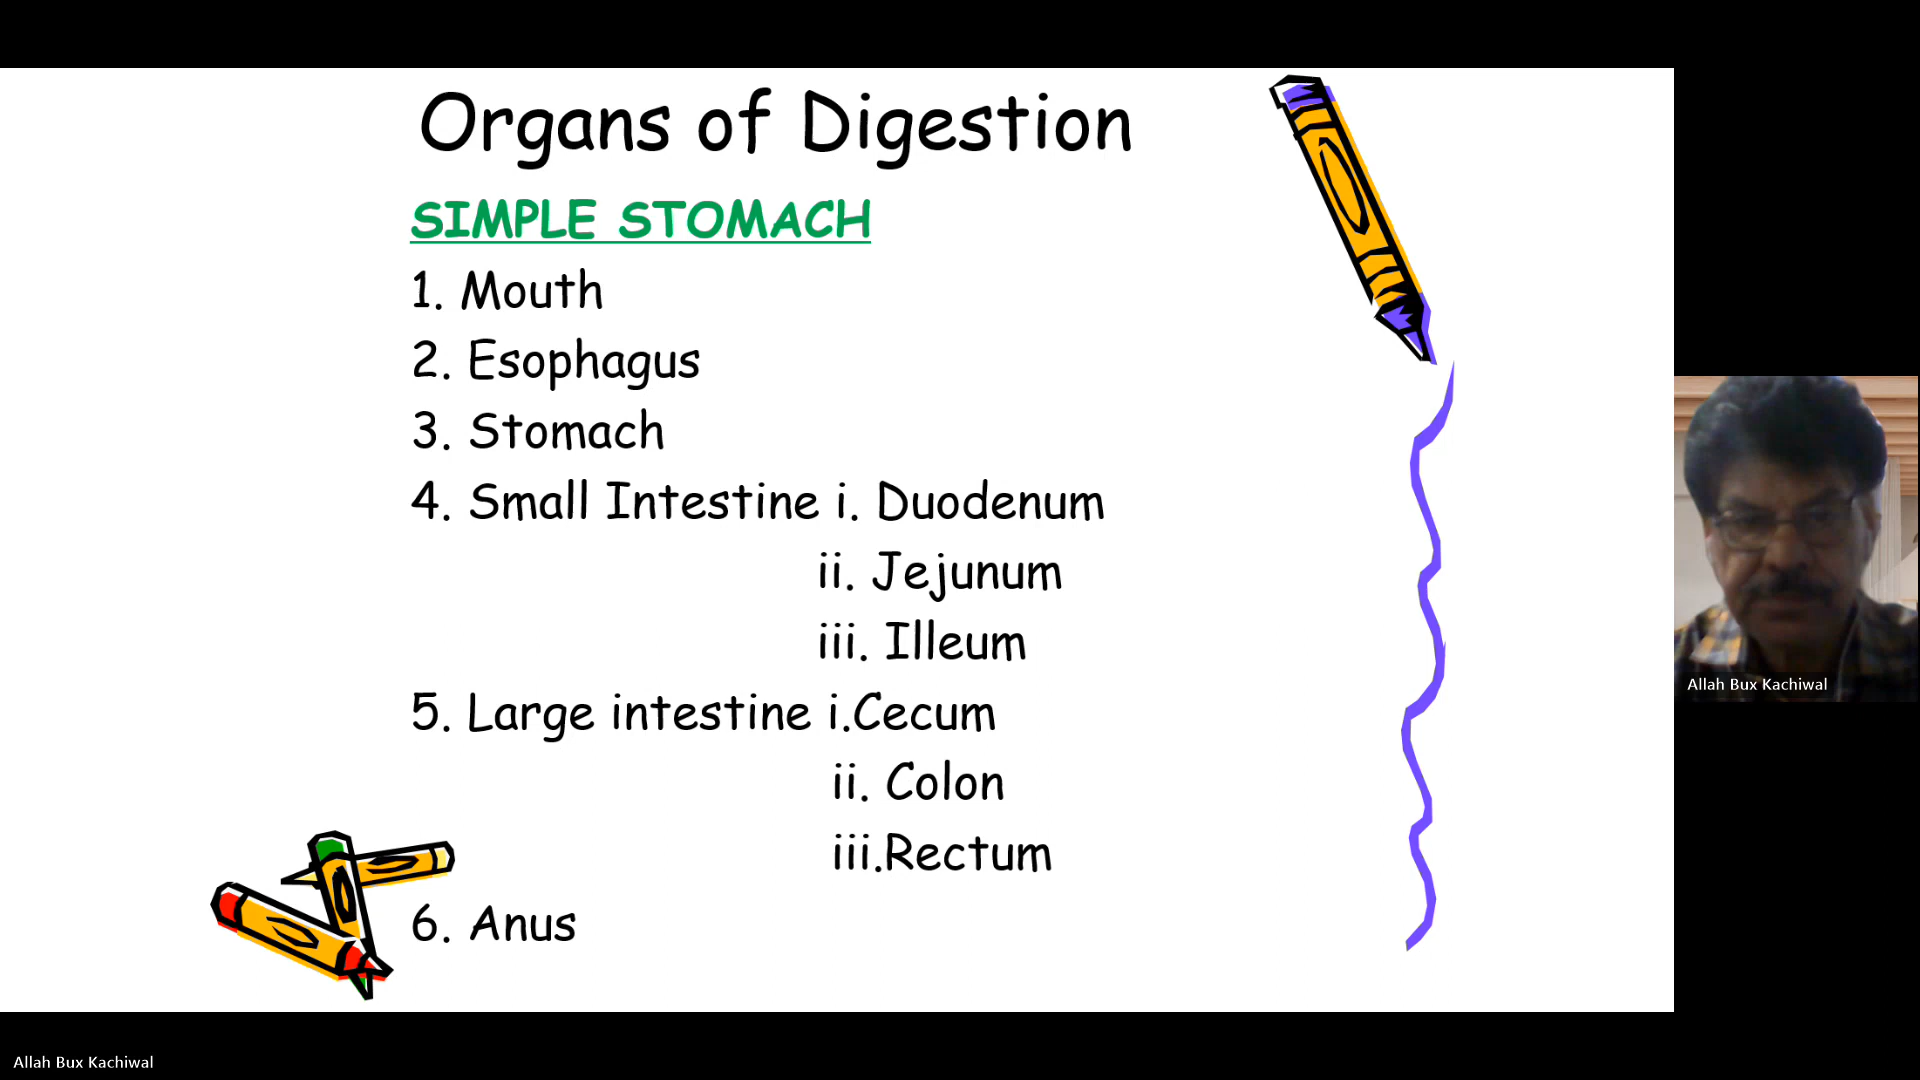 Organs of Digestion
SIMPLE STOMACH
1. Mouth
2. Esophagus
3. Stomach
4. Small Intestine i. Duodenum
ii. Jejunum
iii. Illeum
5. Large intestine i.Cecum
ii. Colon
iii.Rectum
6. Anus
Allah Bux Kachiwal
Allah Bux Kachiwal